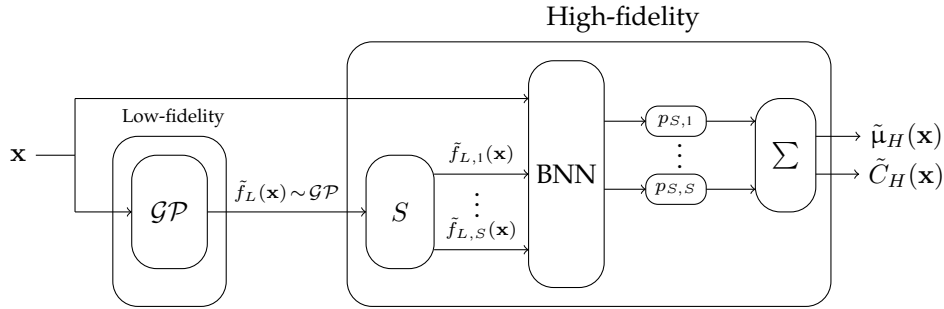 High-fidelity
Low-fidelity
x
GP
f̃_L(x) ~ GP
S
f̃_{L,1}(x)
⋮
f̃_{L,S}(x)
BNN
p_{S,1}
⋮
p_{S,S}
Σ
μ̃_H(x)
C̃_H(x)